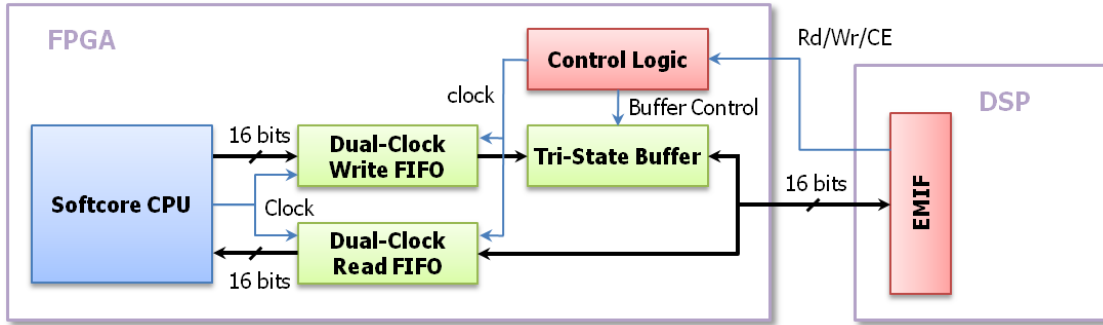 FPGA
Rd/Wr/CE
Control Logic
DSP
clock
Buffer Control
16 bits
Dual-Clock
Write FIFO
Tri-State Buffer
Softcore CPU
16 bits
EMIF
Clock
Dual-Clock
Read FIFO
16 bits